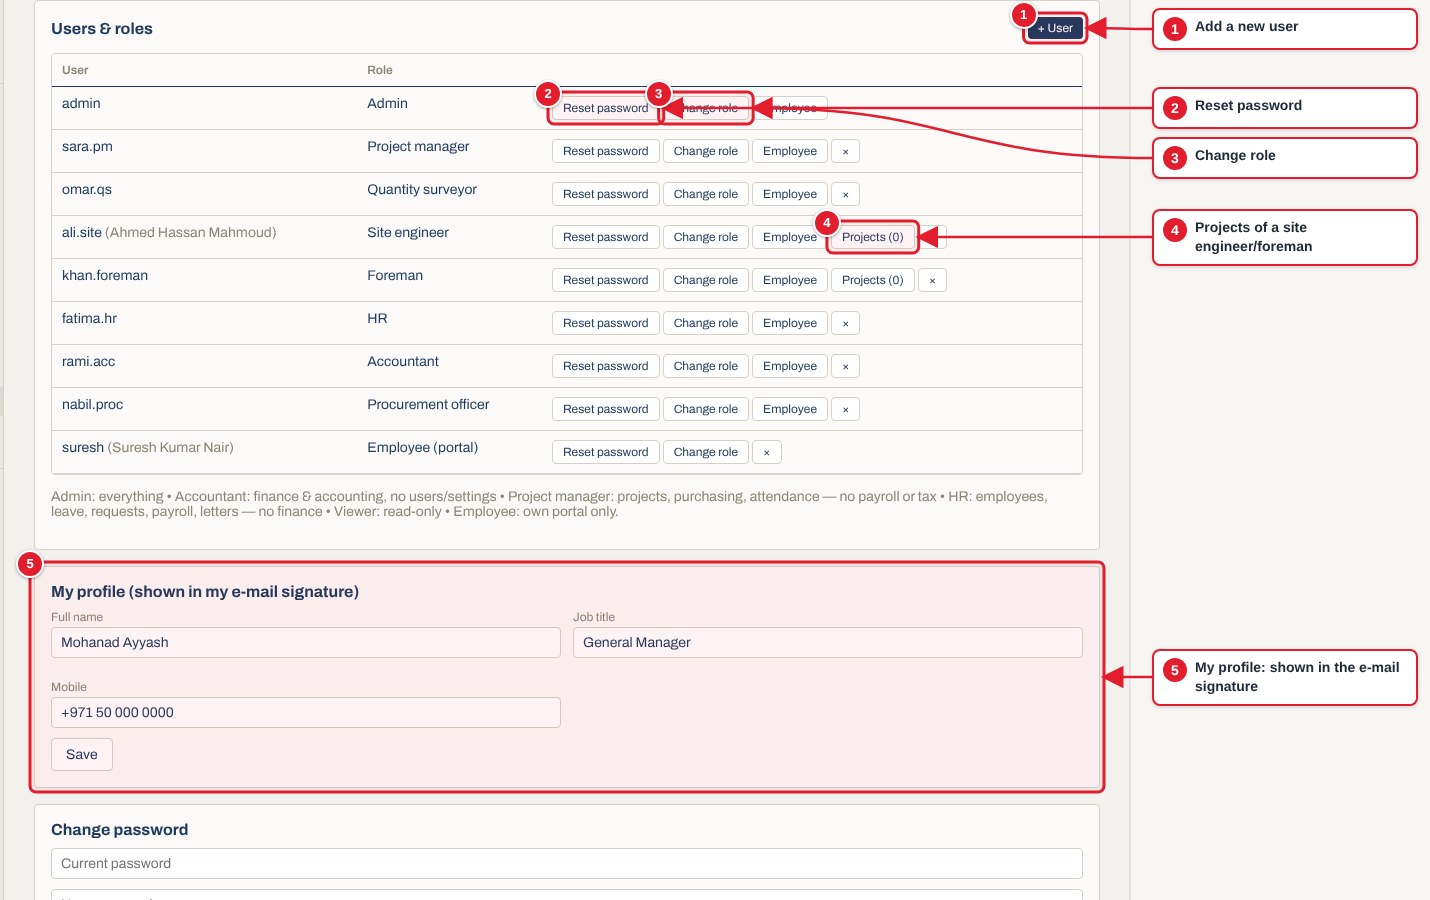 Users & roles
+ User
1
1 Add a new user
User Role
admin Admin
2 Reset password 3
2 Reset password
sara.pm Project manager Reset password Change role Employee ×
3 Change role
omar.qs Quantity surveyor Reset password Change role Employee ×
ali.site (Ahmed Hassan Mahmoud) Site engineer Reset password Change role Employee 4 Projects (0)
4 Projects of a site
engineer/foreman
khan.foreman Foreman Reset password Change role Employee Projects (0) ×
fatima.hr HR Reset password Change role Employee ×
rami.acc Accountant Reset password Change role Employee ×
nabil.proc Procurement officer Reset password Change role Employee ×
suresh (Suresh Kumar Nair) Employee (portal) Reset password Change role ×
Admin: everything • Accountant: finance & accounting, no users/settings • Project manager: projects, purchasing, attendance — no payroll or tax • HR: employees,
leave, requests, payroll, letters — no finance • Viewer: read-only • Employee: own portal only.
5
My profile (shown in my e-mail signature)
Full name Job title
Mohanad Ayyash General Manager
5 My profile: shown in the e-mail
signature
Mobile
+971 50 000 0000
Save
Change password
Current password